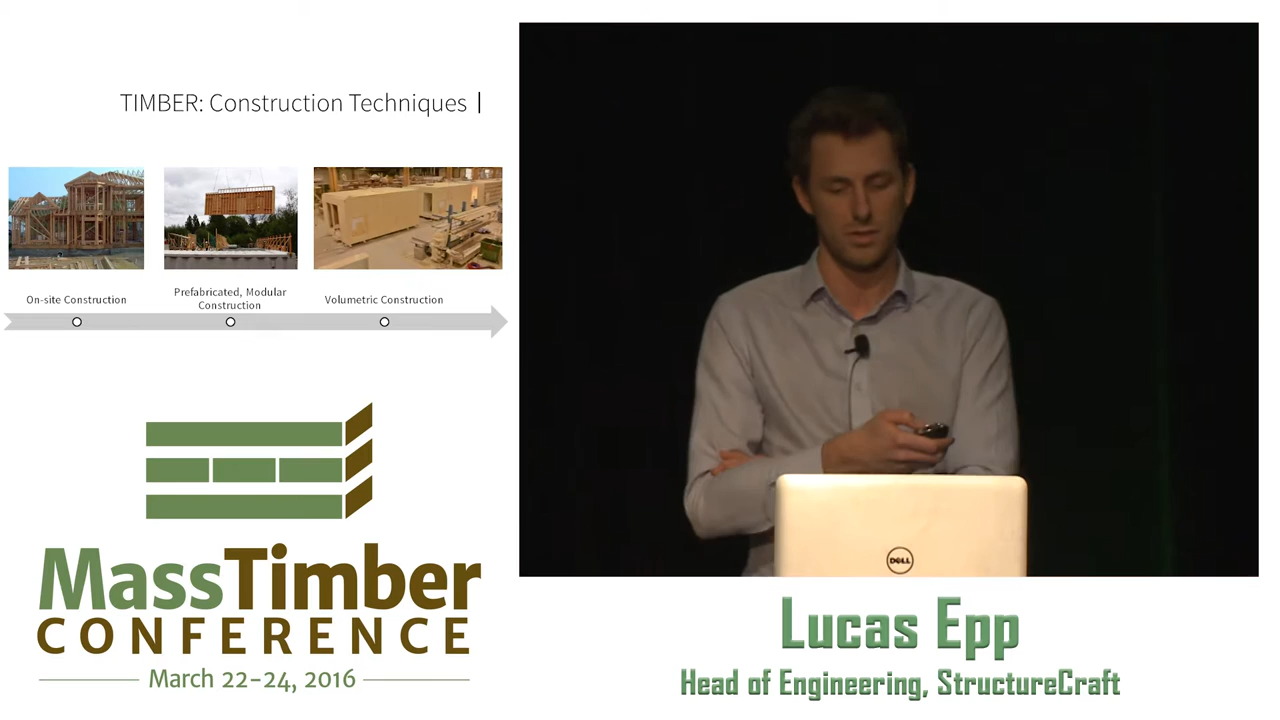 TIMBER: Construction Techniques
On-site Construction
Prefabricated, Modular
Construction
Volumetric Construction
MassTimber
CONFERENCE
March 22-24, 2016
DELL
Lucas Epp
Head of Engineering, StructureCraft